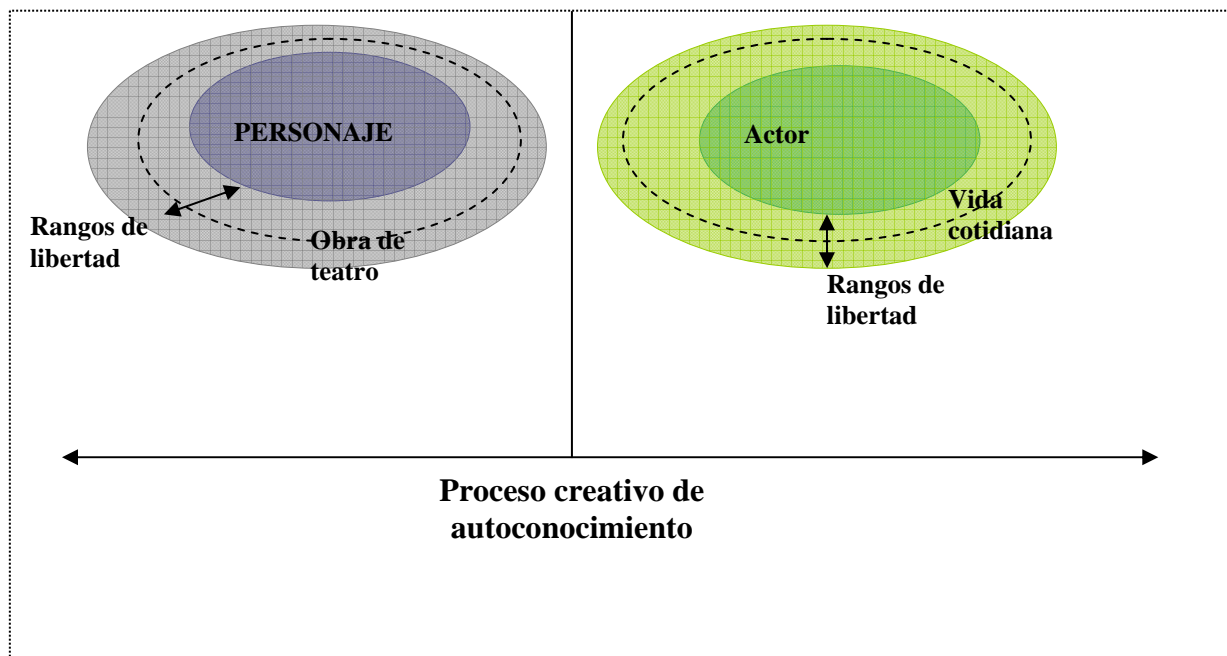 PERSONAJE
Rangos de
libertad
Obra de
teatro
Actor
Vida
cotidiana
Rangos de
libertad
Proceso creativo de
autoconocimiento